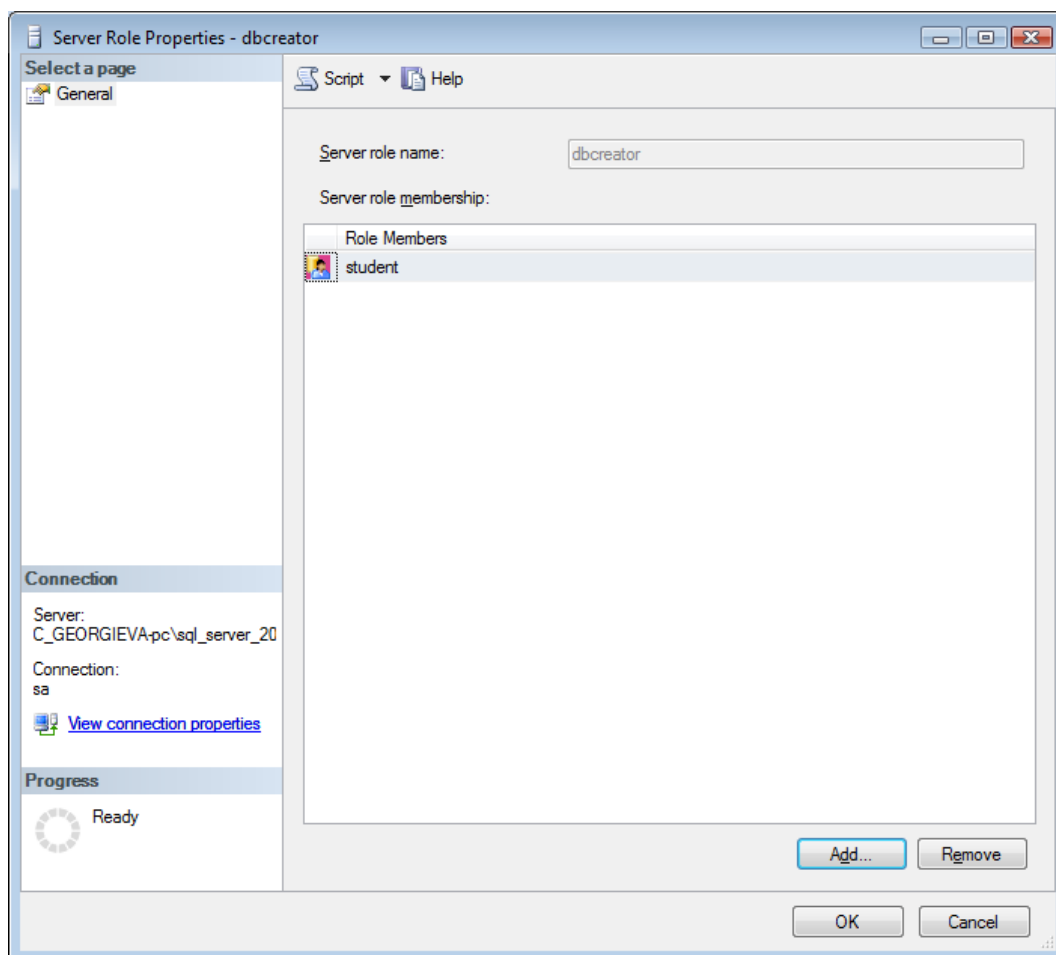 Server Role Properties - dbcreator
Select a page
General
Script
Help
Server role name:
dbcreator
Server role membership:
Role Members
student
Connection
Server:
C_GEORGIEVA-pc\sql_server_20
Connection:
sa
View connection properties
Progress
Ready
Add...
Remove
OK
Cancel